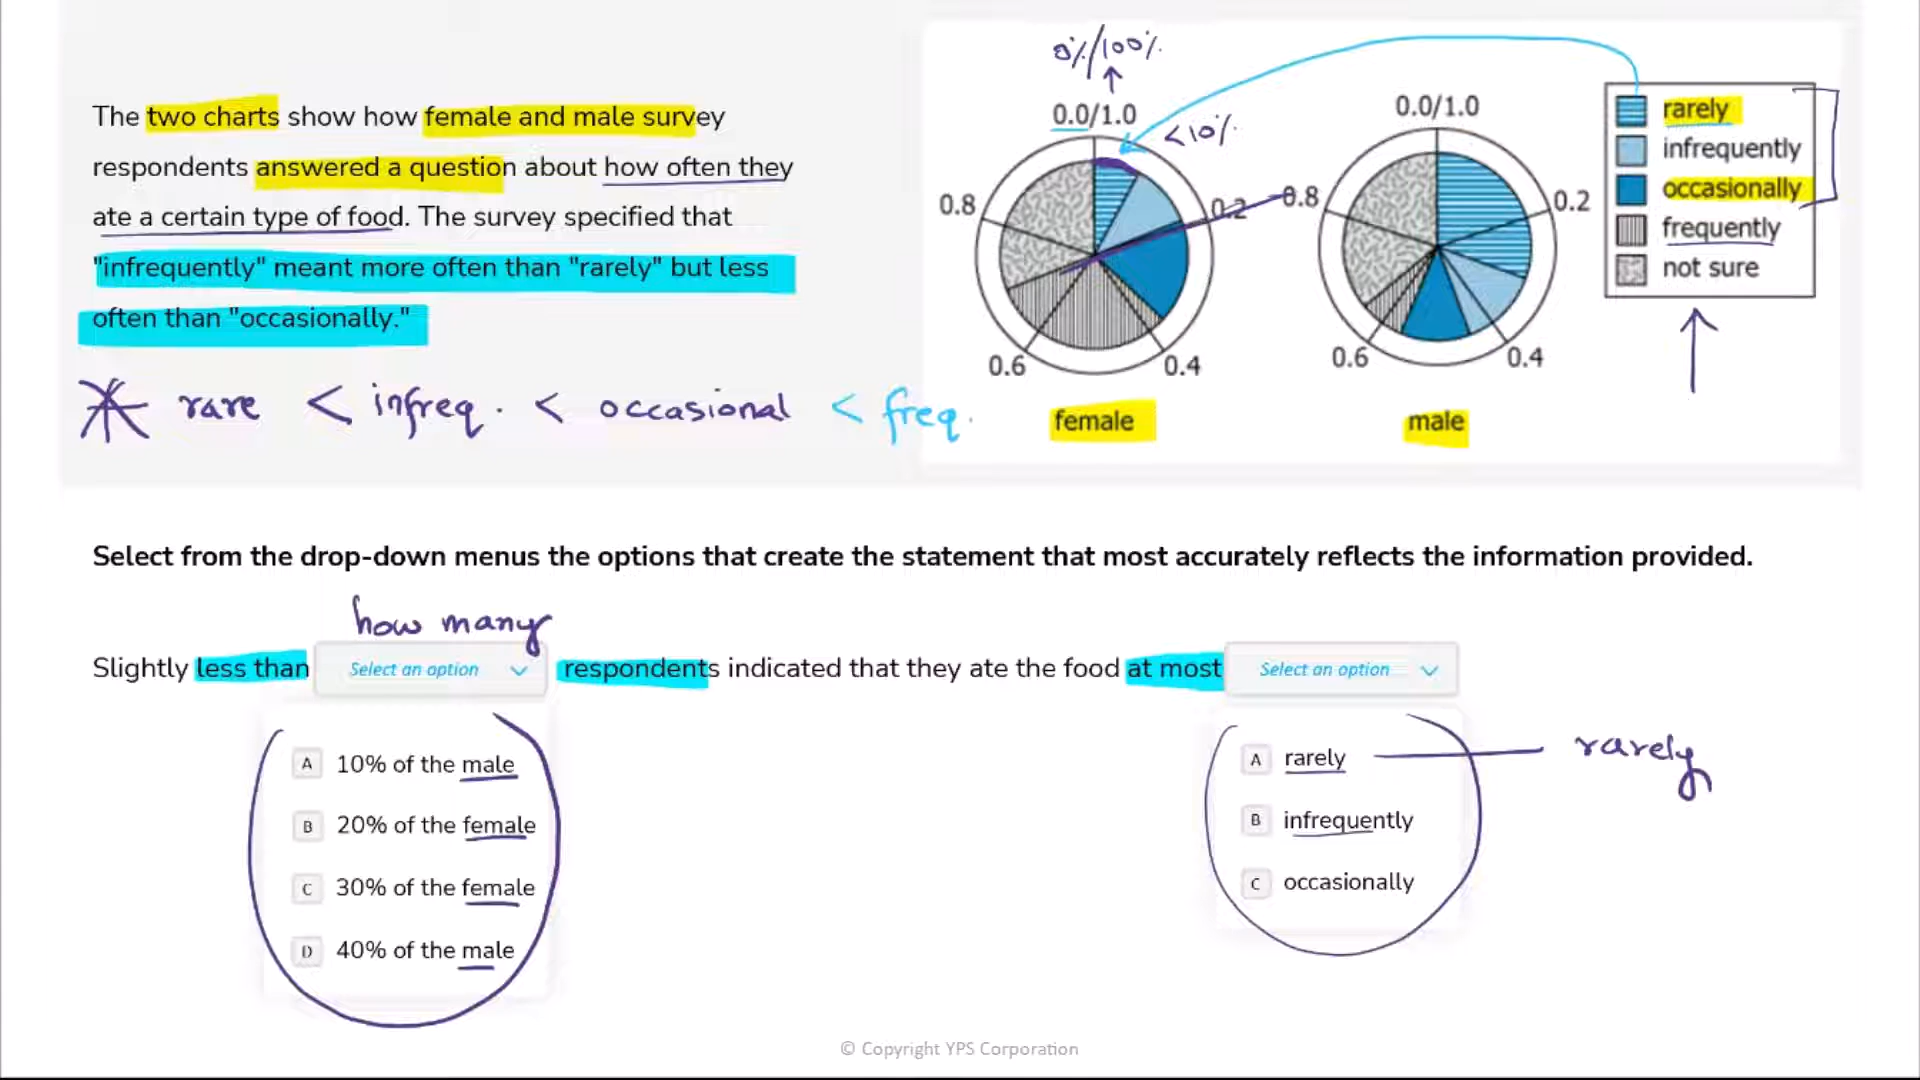 0%/100%
The two charts show how female and male survey
respondents answered a question about how often they
ate a certain type of food. The survey specified that
"infrequently" meant more often than "rarely" but less
often than "occasionally."
rare < infreq. < occasional < freq.
0.0/1.0
<10%
0.2
0.4
0.6
0.8
female
0.0/1.0
0.2
0.4
0.6
0.8
male
rarely
infrequently
occasionally
frequently
not sure
Select from the drop-down menus the options that create the statement that most accurately reflects the information provided.
how many
Slightly less than Select an option respondents indicated that they ate the food at most Select an option
A 10% of the male
B 20% of the female
C 30% of the female
D 40% of the male
A rarely
B infrequently
C occasionally
rarely
© Copyright YPS Corporation